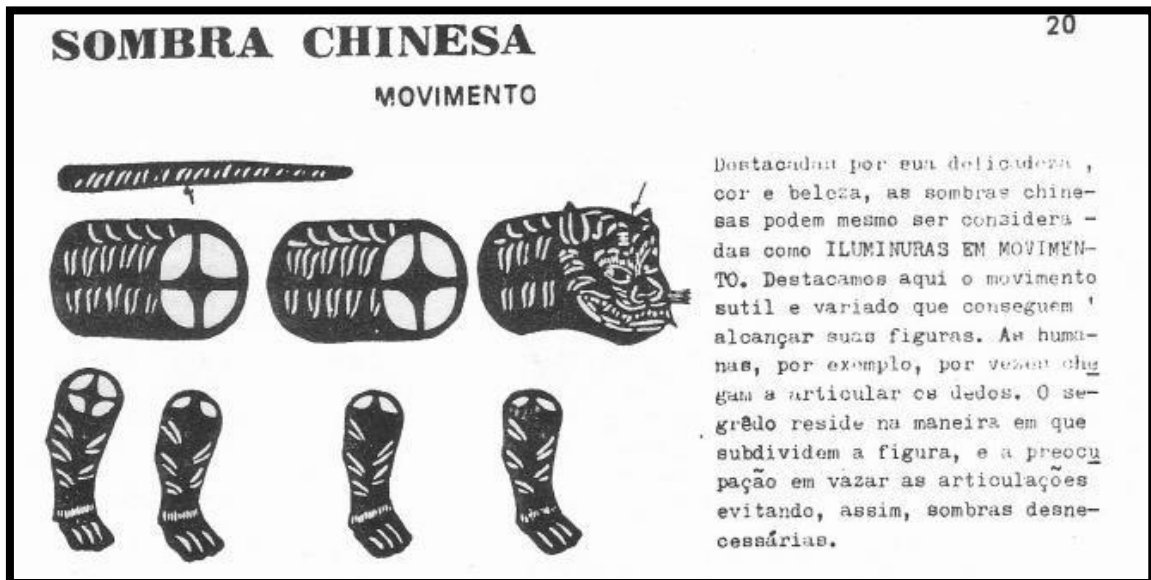 20
SOMBRA CHINESA
MOVIMENTO
Destacadas por sua delicadeza ,
cor e beleza, as sombras chine-
sas podem mesmo ser considera -
das como ILUMINURAS EM MOVIMEN-
TO. Destacamos aqui o movimento
sutil e variado que conseguem '
alcançar suas figuras. As huma-
nas, por exemplo, por vezes che
gam a articular os dedos. O se-
grêdo reside na maneira em que
subdividem a figura, e a preocu
pação em vazar as articulações
evitando, assim, sombras desne-
cessárias.